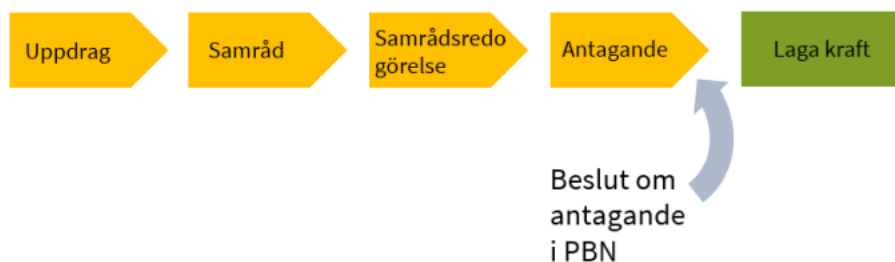 Uppdrag
Samråd
Samrådsredo
görelse
Antagande
Laga kraft
Beslut om
antagande
i PBN